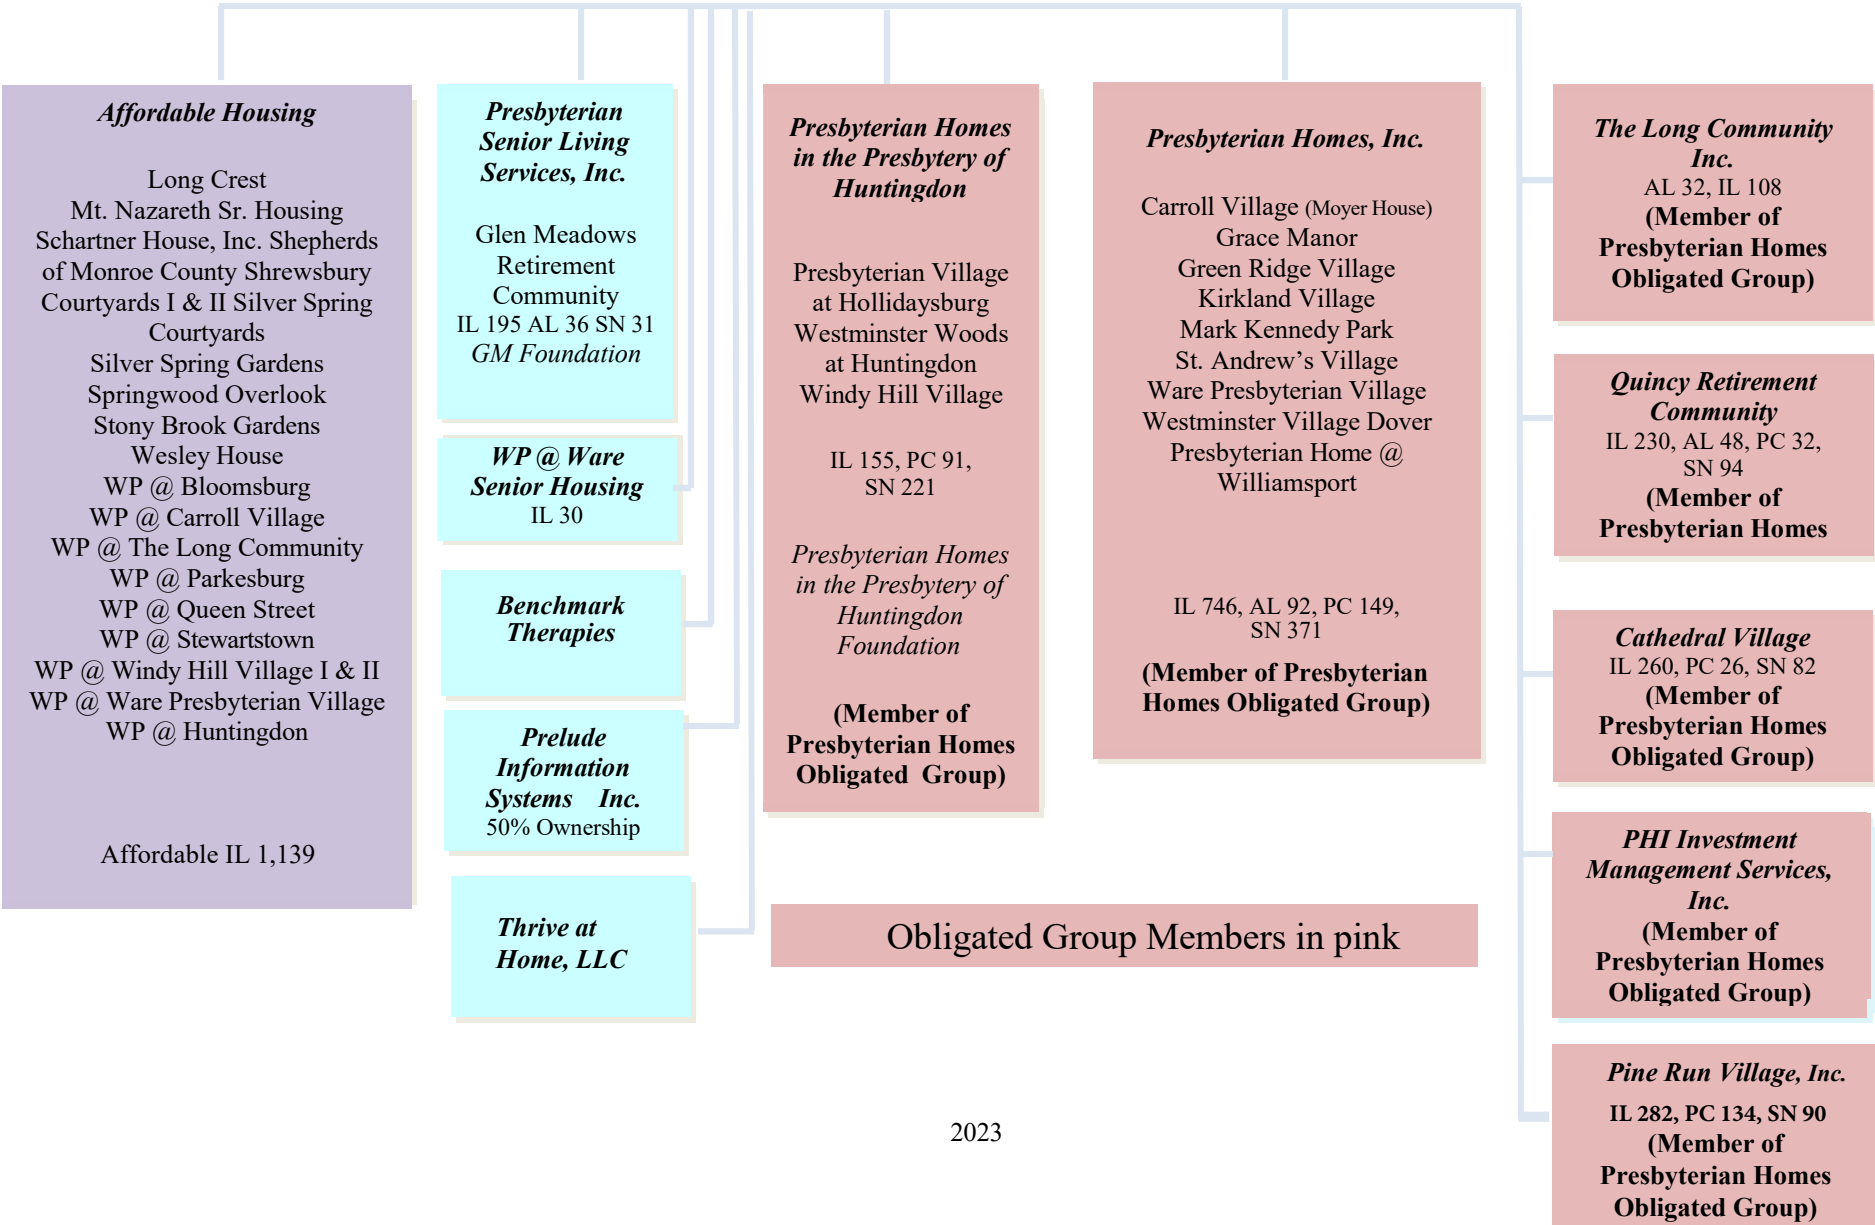 Affordable Housing
Long Crest
Mt. Nazareth Sr. Housing
Schartner House, Inc. Shepherds
of Monroe County Shrewsbury
Courtyards I & II Silver Spring
Courtyards
Silver Spring Gardens
Springwood Overlook
Stony Brook Gardens
Wesley House
WP @ Bloomsburg
WP @ Carroll Village
WP @ The Long Community
WP @ Parkesburg
WP @ Queen Street
WP @ Stewartstown
WP @ Windy Hill Village I & II
WP @ Ware Presbyterian Village
WP @ Huntingdon
Affordable IL 1,139
Presbyterian
Senior Living
Services, Inc.
Glen Meadows
Retirement
Community
IL 195 AL 36 SN 31
GM Foundation
WP @ Ware
Senior Housing
IL 30
Benchmark
Therapies
Prelude
Information
Systems Inc.
50% Ownership
Thrive at
Home, LLC
Presbyterian Homes
in the Presbytery of
Huntingdon
Presbyterian Village
at Hollidaysburg
Westminster Woods
at Huntingdon
Windy Hill Village
IL 155, PC 91,
SN 221
Presbyterian Homes
in the Presbytery of
Huntingdon
Foundation
(Member of
Presbyterian Homes
Obligated Group)
Presbyterian Homes, Inc.
Carroll Village (Moyer House)
Grace Manor
Green Ridge Village
Kirkland Village
Mark Kennedy Park
St. Andrew’s Village
Ware Presbyterian Village
Westminster Village Dover
Presbyterian Home @
Williamsport
IL 746, AL 92, PC 149,
SN 371
(Member of Presbyterian
Homes Obligated Group)
Obligated Group Members in pink
The Long Community
Inc.
AL 32, IL 108
(Member of
Presbyterian Homes
Obligated Group)
Quincy Retirement
Community
IL 230, AL 48, PC 32,
SN 94
(Member of
Presbyterian Homes
Cathedral Village
IL 260, PC 26, SN 82
(Member of
Presbyterian Homes
Obligated Group)
PHI Investment
Management Services,
Inc.
(Member of
Presbyterian Homes
Obligated Group)
Pine Run Village, Inc.
IL 282, PC 134, SN 90
(Member of
Presbyterian Homes
Obligated Group)
2023